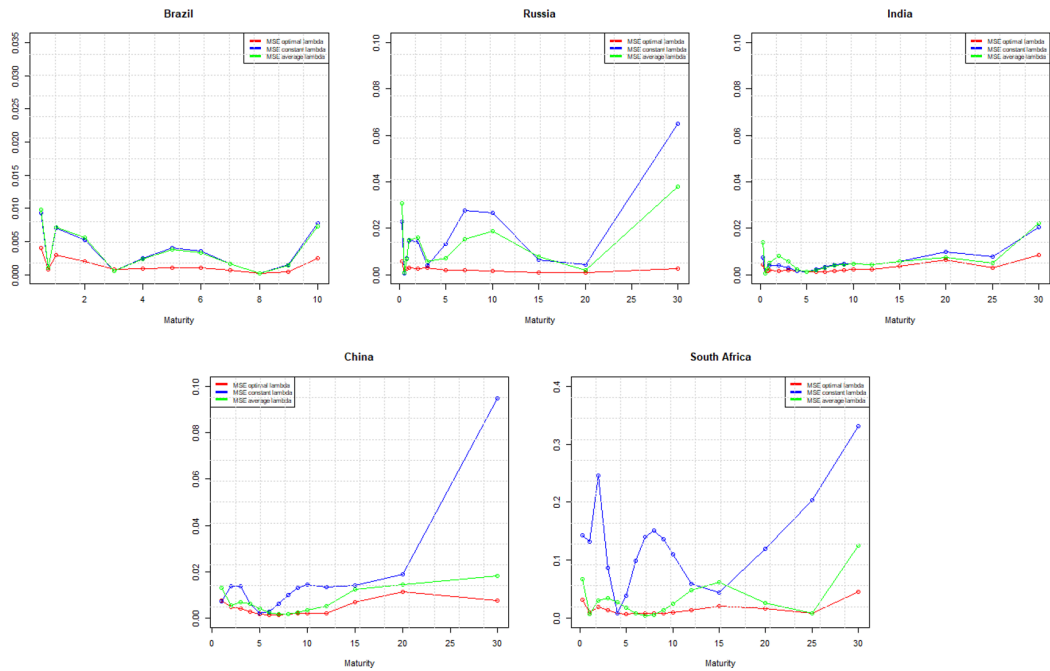 Brazil
MSE optimal lambda
MSE constant lambda
MSE average lambda
0.000 0.005 0.010 0.015 0.020 0.025 0.030 0.035
2 4 6 8 10
Maturity
Russia
MSE optimal lambda
MSE constant lambda
MSE average lambda
0.00 0.02 0.04 0.06 0.08 0.10
0 5 10 15 20 25 30
Maturity
India
MSE optimal lambda
MSE constant lambda
MSE average lambda
0.00 0.02 0.04 0.06 0.08 0.10
0 5 10 15 20 25 30
Maturity
China
MSE optimal lambda
MSE constant lambda
MSE average lambda
0.00 0.02 0.04 0.06 0.08 0.10
0 5 10 15 20 25 30
Maturity
South Africa
MSE optimal lambda
MSE constant lambda
MSE average lambda
0.0 0.1 0.2 0.3 0.4
0 5 10 15 20 25 30
Maturity